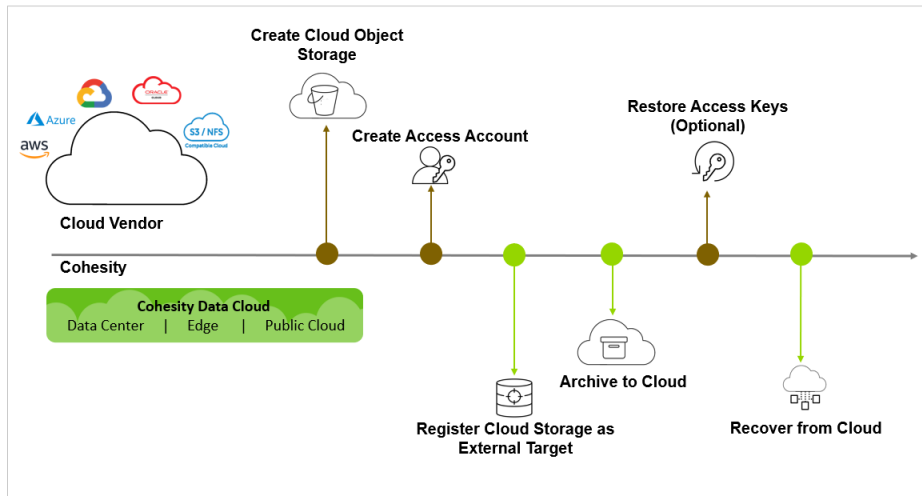 Create Cloud Object
Storage
ORACLE
Azure
S3 / NFS
Compatible Cloud
aws
Restore Access Keys
(Optional)
Create Access Account
Cloud Vendor
Cohesity
Cohesity Data Cloud
Data Center | Edge | Public Cloud
Archive to Cloud
Register Cloud Storage as
External Target
Recover from Cloud